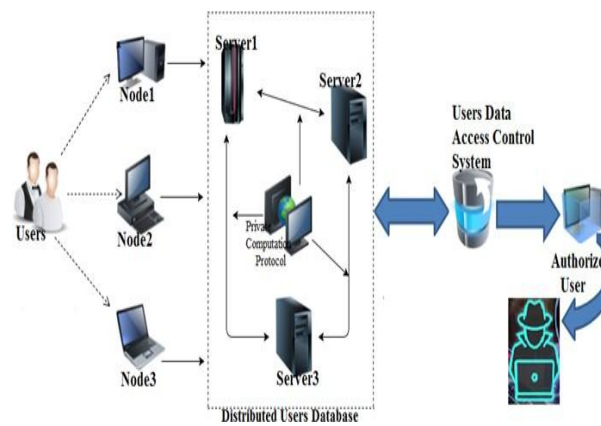 Server1
Server2
Node1
Users Data
Access Control
System
Users
Node2
Private
Computation
Protocol
Authorize
User
Node3
Server3
Distributed Users Database